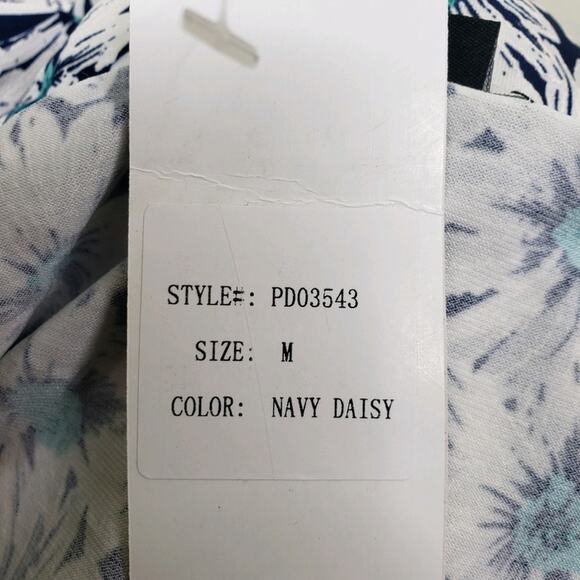 STYLE#: PD03543
SIZE: M
COLOR: NAVY DAISY